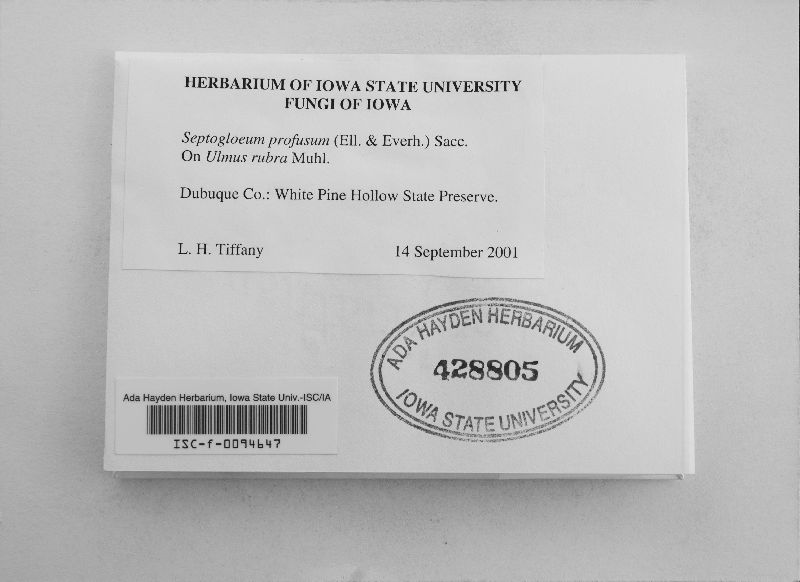 HERBARIUM OF IOWA STATE UNIVERSITY
FUNGI OF IOWA
Septogloeum profusum (Ell. & Everh.) Sacc.
On Ulmus rubra Muhl.
Dubuque Co.: White Pine Hollow State Preserve.
L. H. Tiffany 14 September 2001
ADA HAYDEN HERBARIUM
428805
IOWA STATE UNIVERSITY
Ada Hayden Herbarium, Iowa State Univ.-ISC/IA
ISC-f-0094647